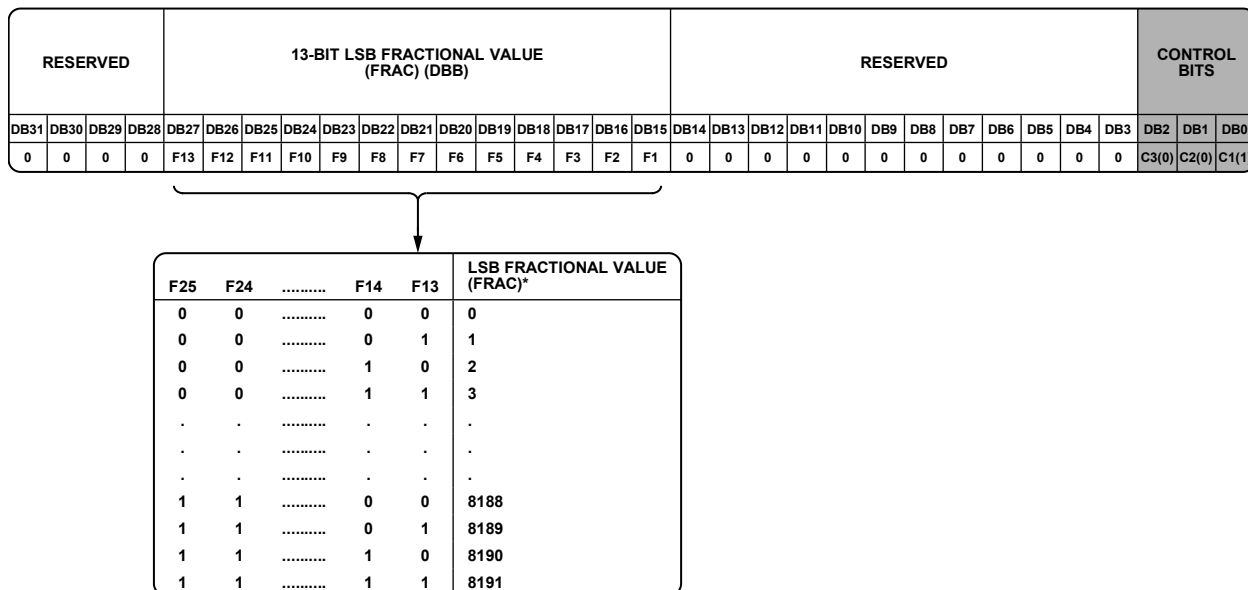 RESERVED
13-BIT LSB FRACTIONAL VALUE
(FRAC) (DBB)
RESERVED
CONTROL
BITS
DB31 DB30 DB29 DB28 DB27 DB26 DB25 DB24 DB23 DB22 DB21 DB20 DB19 DB18 DB17 DB16 DB15 DB14 DB13 DB12 DB11 DB10 DB9 DB8 DB7 DB6 DB5 DB4 DB3 DB2 DB1 DB0
0 0 0 0 F13 F12 F11 F10 F9 F8 F7 F6 F5 F4 F3 F2 F1 0 0 0 0 0 0 0 0 0 0 0 0 C3(0) C2(0) C1(1
F25 F24 .......... F14 F13 LSB FRACTIONAL VALUE
(FRAC)*
0 0 .......... 0 0 0
0 0 .......... 0 1 1
0 0 .......... 1 0 2
0 0 .......... 1 1 3
. . .......... . . .
. . .......... . . .
. . .......... . . .
1 1 .......... 0 0 8188
1 1 .......... 0 1 8189
1 1 .......... 1 0 8190
1 1 .......... 1 1 8191